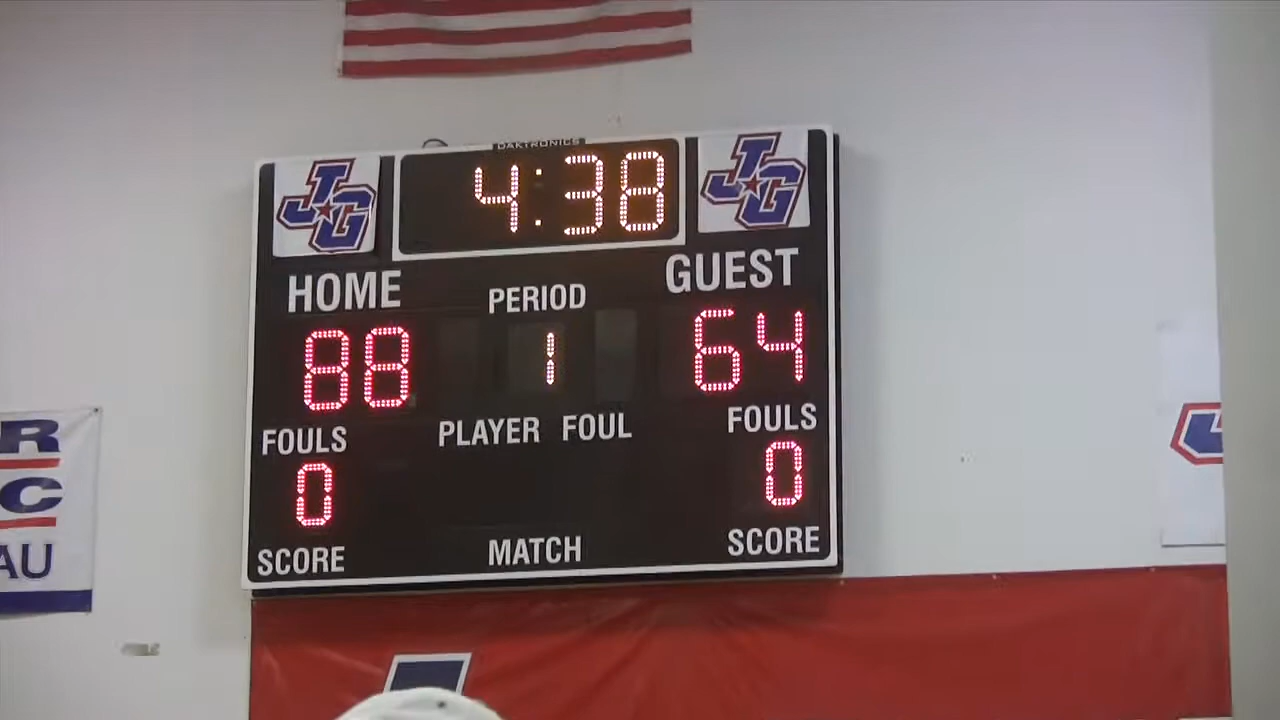 DAKTRONICS
JG
4:38
JG
HOME
PERIOD
GUEST
88
1
64
FOULS
PLAYER FOUL
FOULS
0
0
SCORE
MATCH
SCORE
R
C
AU